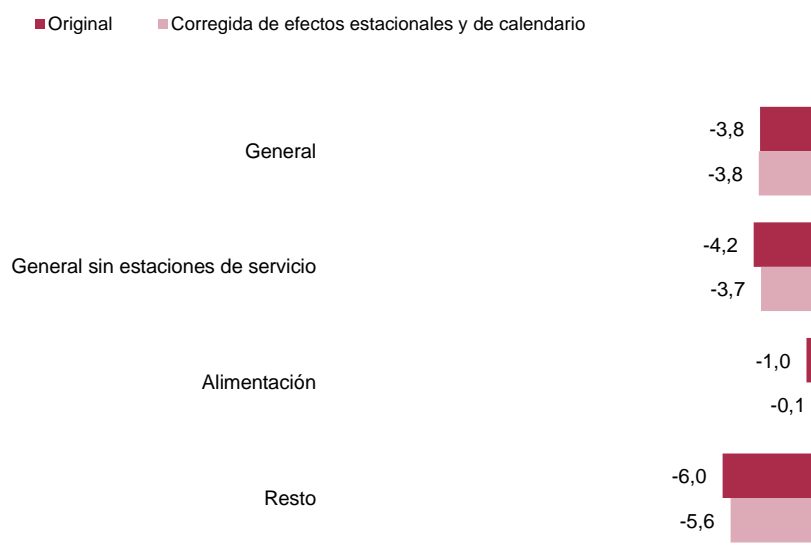 Original Corregida de efectos estacionales y de calendario
-3,8
General
-3,8
-4,2
General sin estaciones de servicio
-3,7
-1,0
Alimentación
-0,1
-6,0
Resto
-5,6